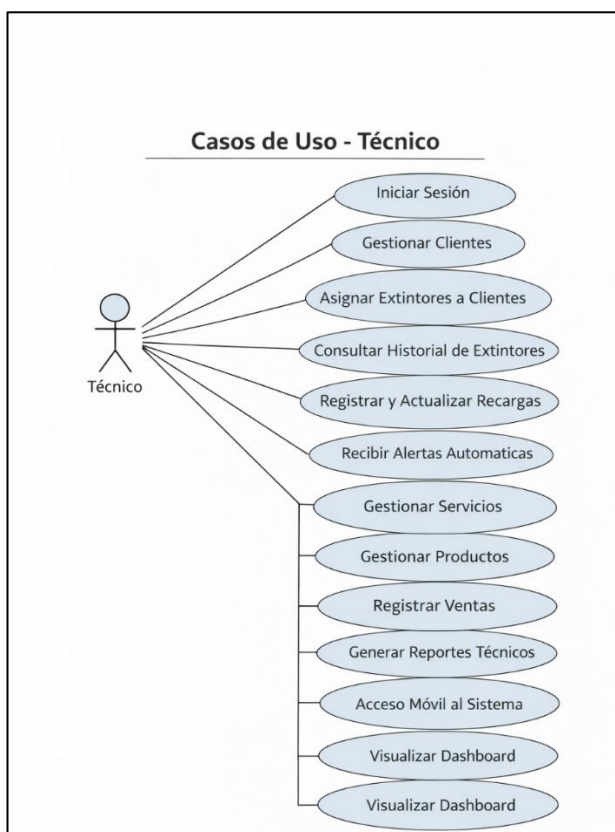 Casos de Uso - Técnico
Iniciar Sesión
Gestionar Clientes
Asignar Extintores a Clientes
Consultar Historial de Extintores
Técnico
Registrar y Actualizar Recargas
Recibir Alertas Automaticas
Gestionar Servicios
Gestionar Productos
Registrar Ventas
Generar Reportes Técnicos
Acceso Móvil al Sistema
Visualizar Dashboard
Visualizar Dashboard